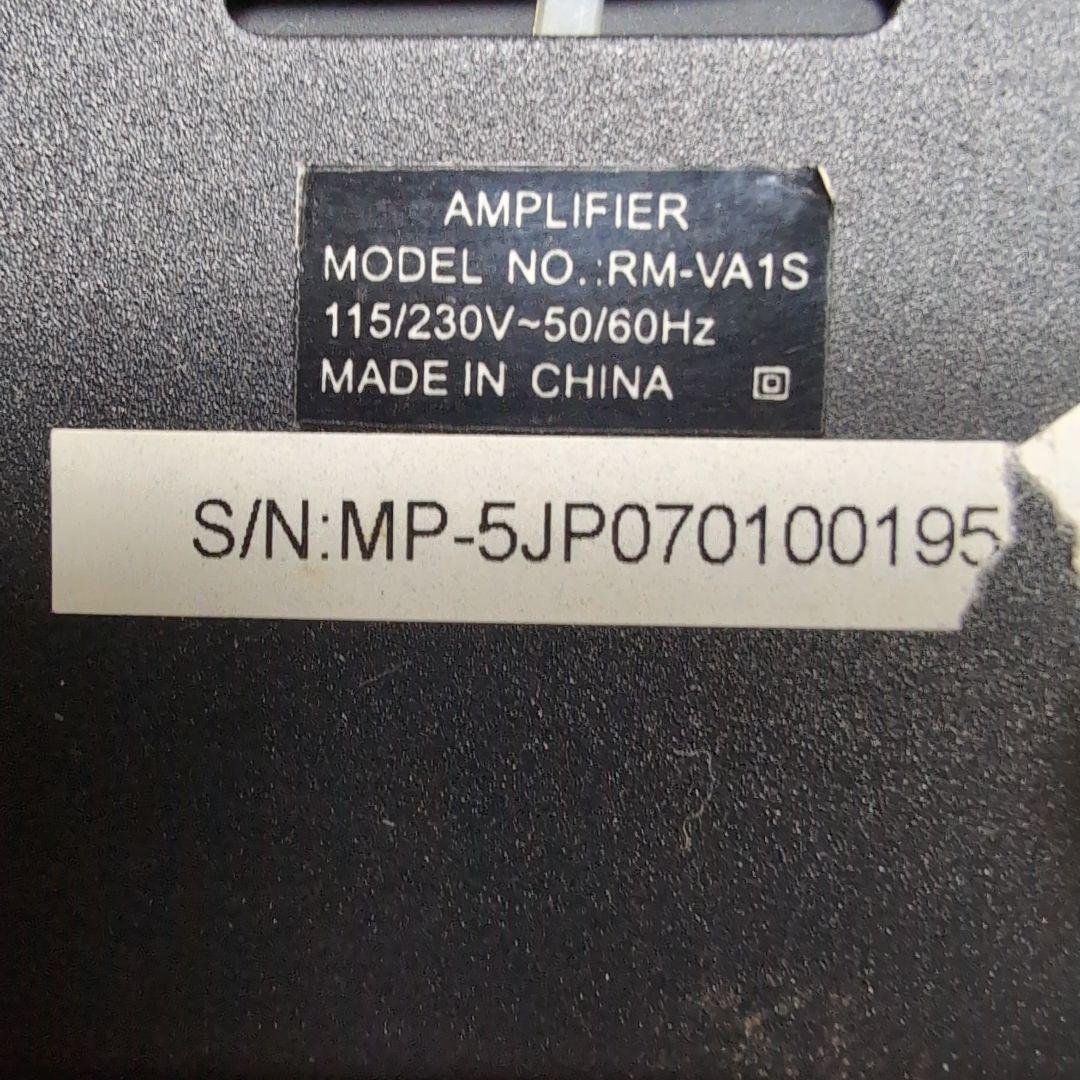 AMPLIFIER
MODEL NO.:RM-VA1S
115/230V~50/60Hz
MADE IN CHINA
S/N:MP-5JP070100195